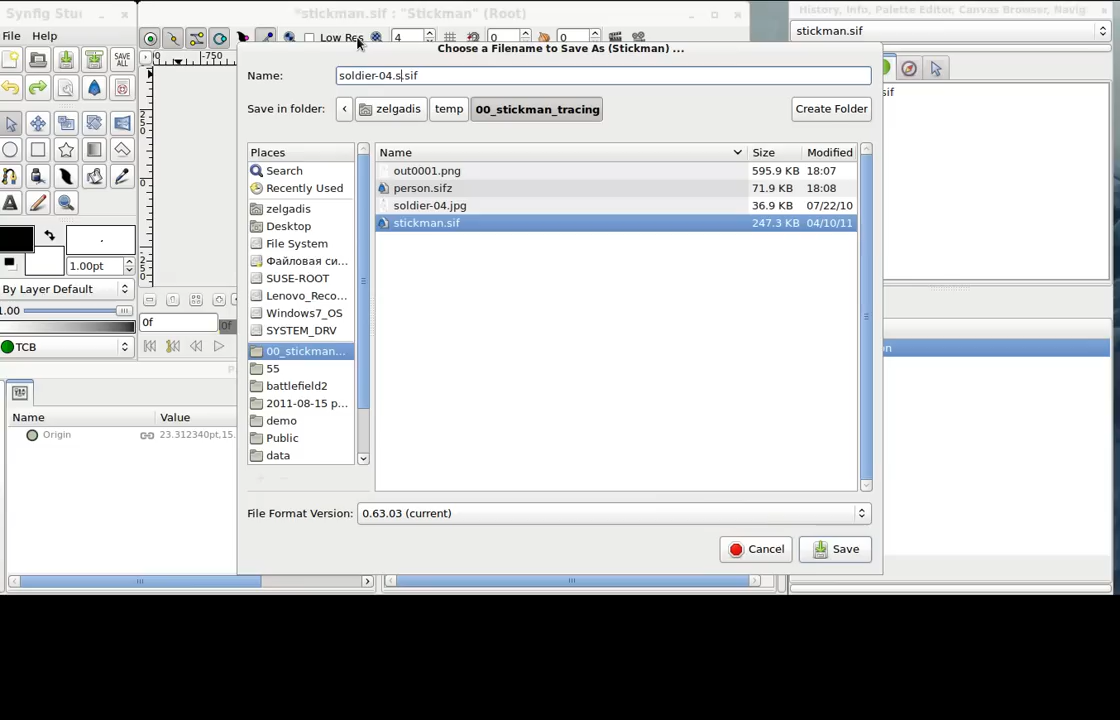 Synfig Stu
*stickman.sif : "Stickman" (Root)
History, Info, Palette Editor, Canvas Browser, Navig
File Help
Low Res
4
0
0
stickman.sif
Choose a Filename to Save As (Stickman) ...
SAVE ALL
-750
Name:
soldier-04.s.sif
Save in folder:
zelgadis
temp
00_stickman_tracing
Create Folder
sif
Places
Name Size Modified
Search
Recently Used
zelgadis
Desktop
File System
Файловая си...
SUSE-ROOT
Lenovo_Reco...
Windows7_OS
SYSTEM_DRV
00_stickman...
55
battlefield2
2011-08-15 p...
demo
Public
data
out0001.png 595.9 KB 18:07
person.sifz 71.9 KB 18:08
soldier-04.jpg 36.9 KB 07/22/10
stickman.sif 247.3 KB 04/10/11
1.00pt
By Layer Default
1.00
0f
0f
TCB
Name Value
Origin 23.312340pt,15.
File Format Version:
0.63.03 (current)
Cancel
Save